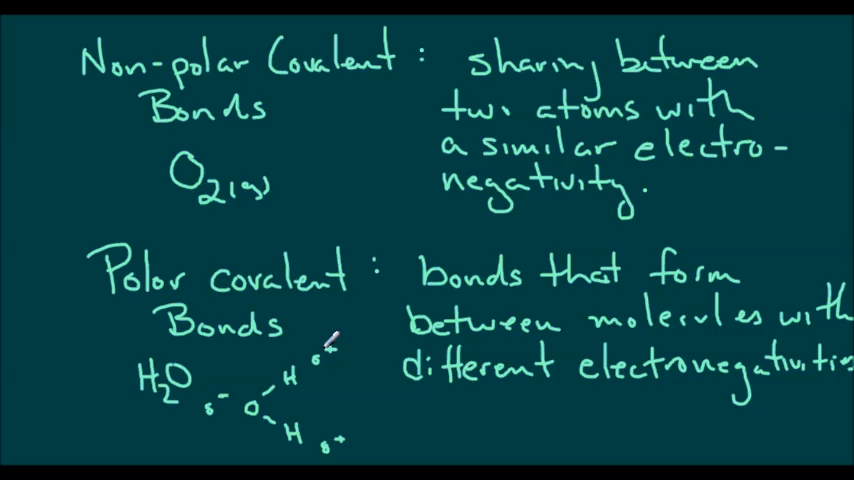 Non-polar Covalent : sharing between
Bonds two atoms with
a similar electro-
O2(g) negativity.
Polar covalent : bonds that form
Bonds between molecules with
H2O different electronegativities
δ- O H δ+
H δ+